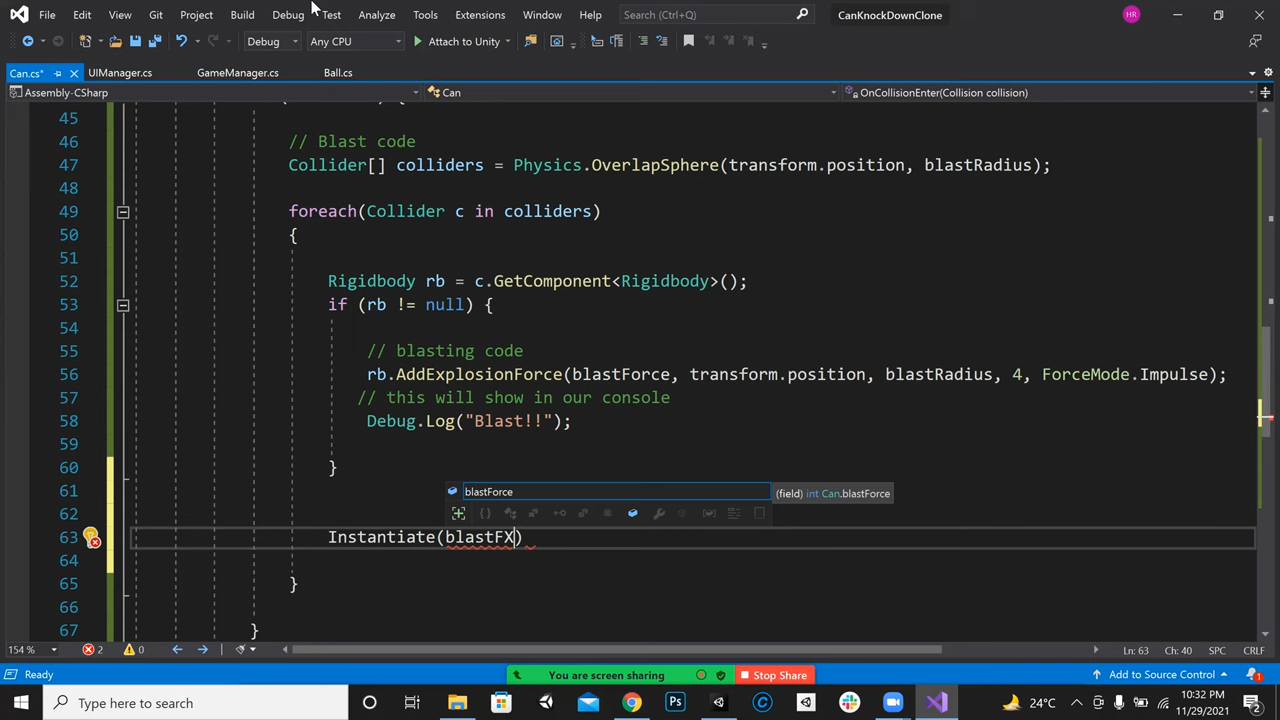 File Edit View Git Project Build Debug Test Analyze Tools Extensions Window Help Search (Ctrl+Q) CanKnockDownClone HR
Debug Any CPU Attach to Unity
Can.cs* UIManager.cs GameManager.cs Ball.cs
Assembly-CSharp Can OnCollisionEnter(Collision collision)
45
46 // Blast code
47 Collider[] colliders = Physics.OverlapSphere(transform.position, blastRadius);
48
49 foreach(Collider c in colliders)
50 {
51
52 Rigidbody rb = c.GetComponent<Rigidbody>();
53 if (rb != null) {
54
55 // blasting code
56 rb.AddExplosionForce(blastForce, transform.position, blastRadius, 4, ForceMode.Impulse);
57 // this will show in our console
58 Debug.Log("Blast!!");
59
60 }
61
blastForce (field) int Can.blastForce
62
63 Instantiate(blastFX)
64
65 }
66
67 }
154 % 2 0 Ln: 63 Ch: 40 SPC CRLF
Ready You are screen sharing Stop Share Add to Source Control 1
Type here to search 24°C 10:32 PM
11/29/2021 2